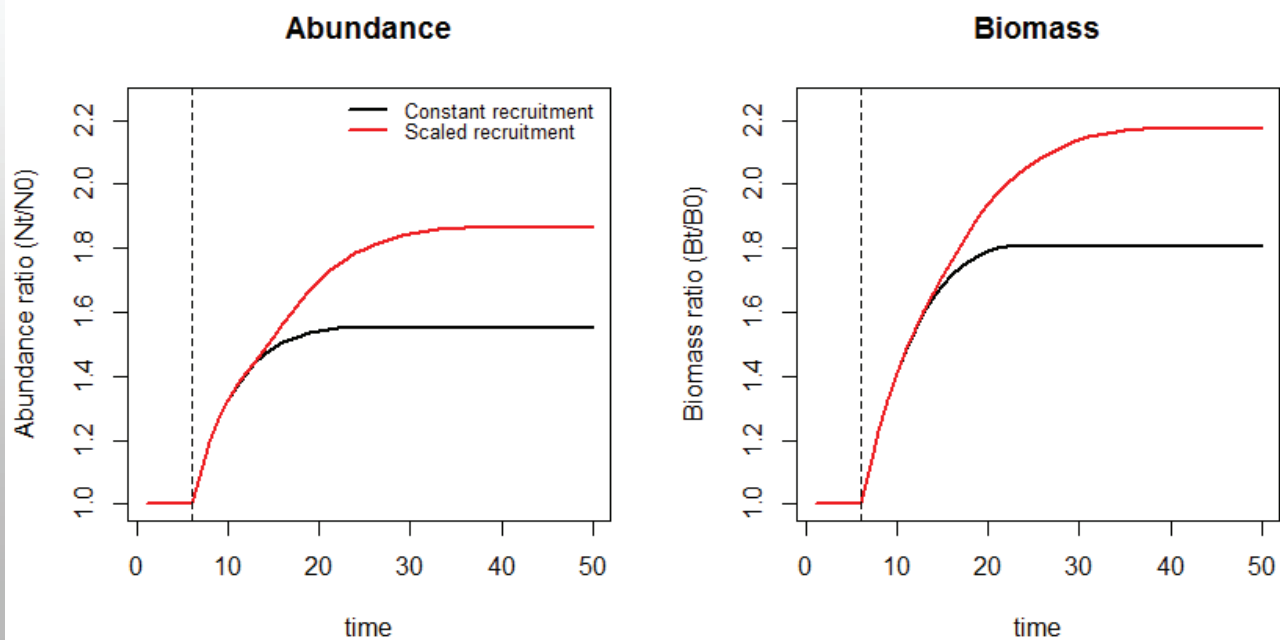 Abundance
Abundance ratio (Nt/N0)
2.2
2.0
1.8
1.6
1.4
1.2
1.0
Constant recruitment
Scaled recruitment
0 10 20 30 40 50
time
Biomass
Biomass ratio (Bt/B0)
2.2
2.0
1.8
1.6
1.4
1.2
1.0
0 10 20 30 40 50
time